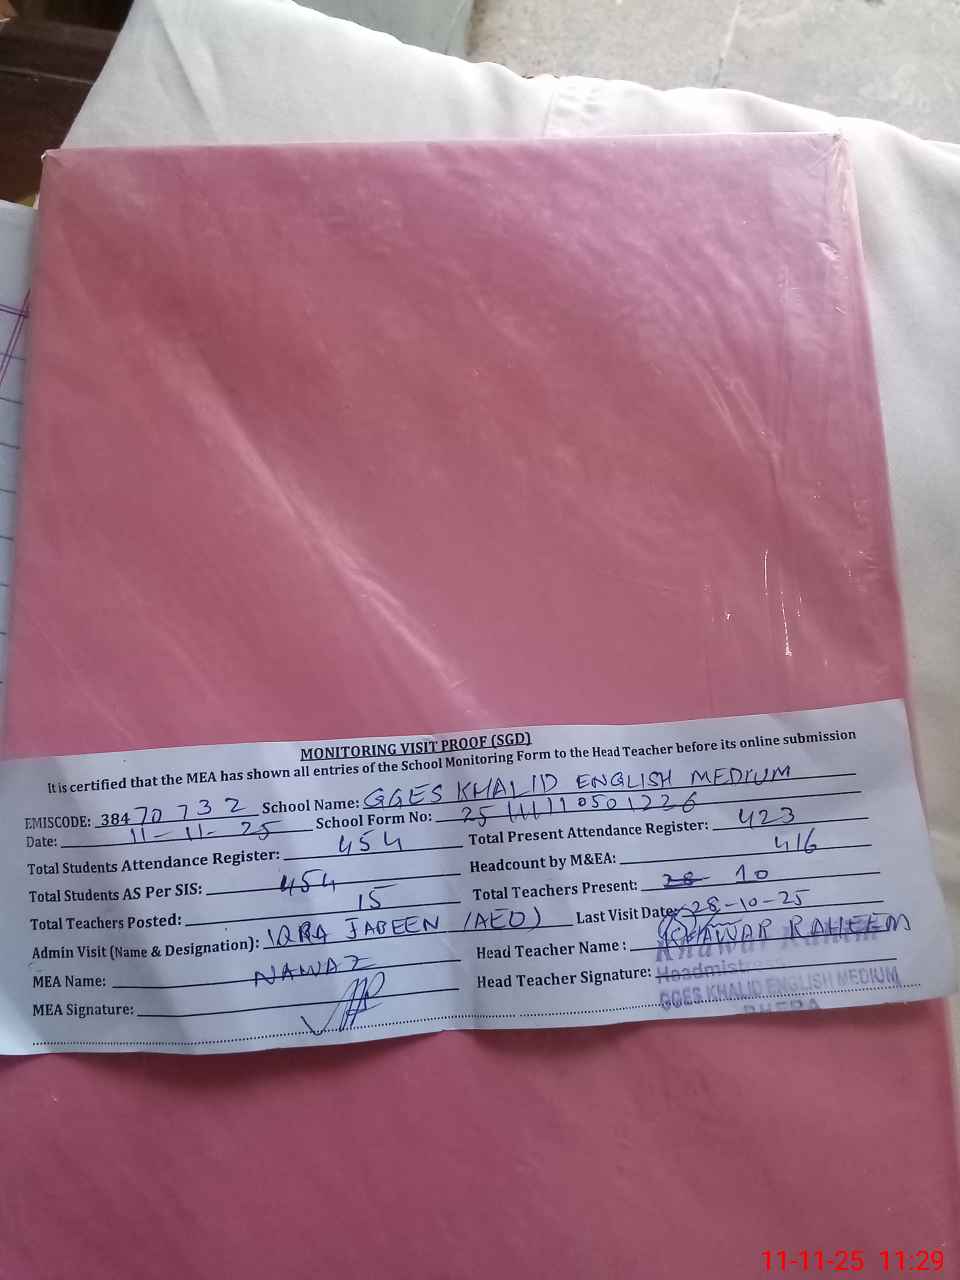 MONITORING VISIT PROOF (SGD)
It is certified that the MEA has shown all entries of the School Monitoring Form to the Head Teacher before its online submission
EMISCODE: 384 70 732 School Name: GGES KHALID ENGLISH MEDIUM
Date: 11-11-25 School Form No:
Total Students Attendance Register: 454 Total Present Attendance Register: 423
Total Students AS Per SIS: 454 Headcount by M&EA: 416
Total Teachers Posted: 15 Total Teachers Present: 10
Admin Visit (Name & Designation): IQRA JABEEN (AEO) Last Visit Date: 28-10-25
MEA Name: NAWAZ Head Teacher Name: KHAWAR RAHEEM
MEA Signature: Head Teacher Signature: Headmistress
GGES KHALID ENGLISH MEDIUM
11-11-25 11:29